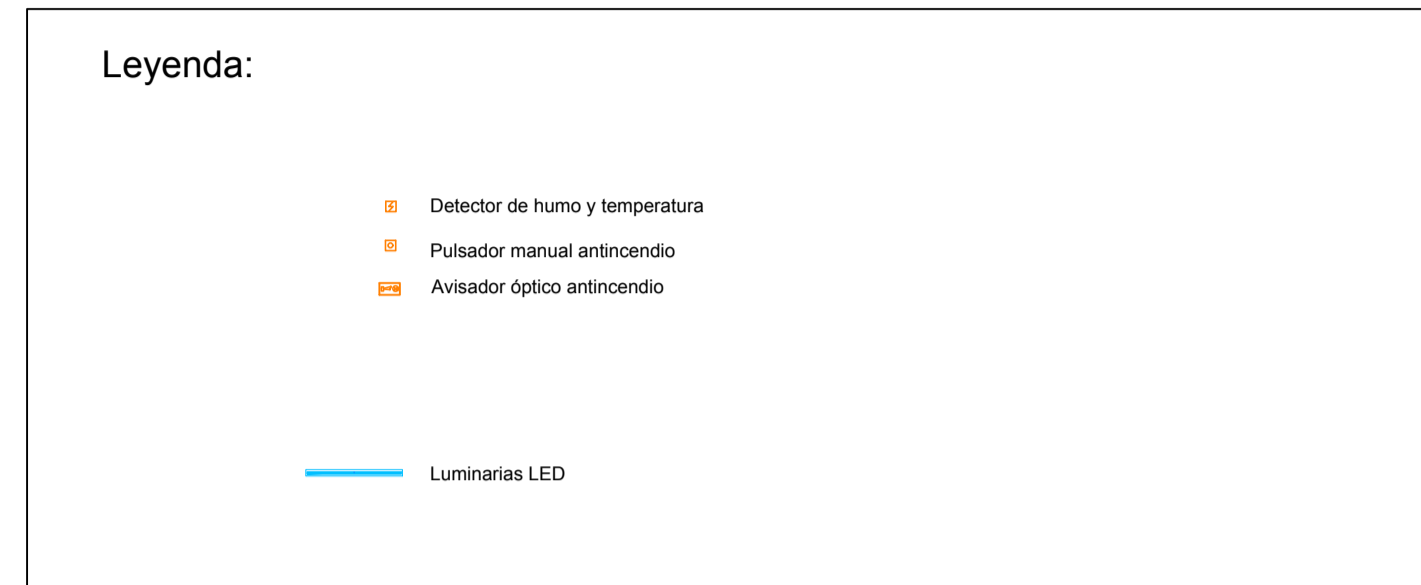 Leyenda:
Detector de humo y temperatura
Pulsador manual antincendio
Avisador óptico antincendio
Luminarias LED